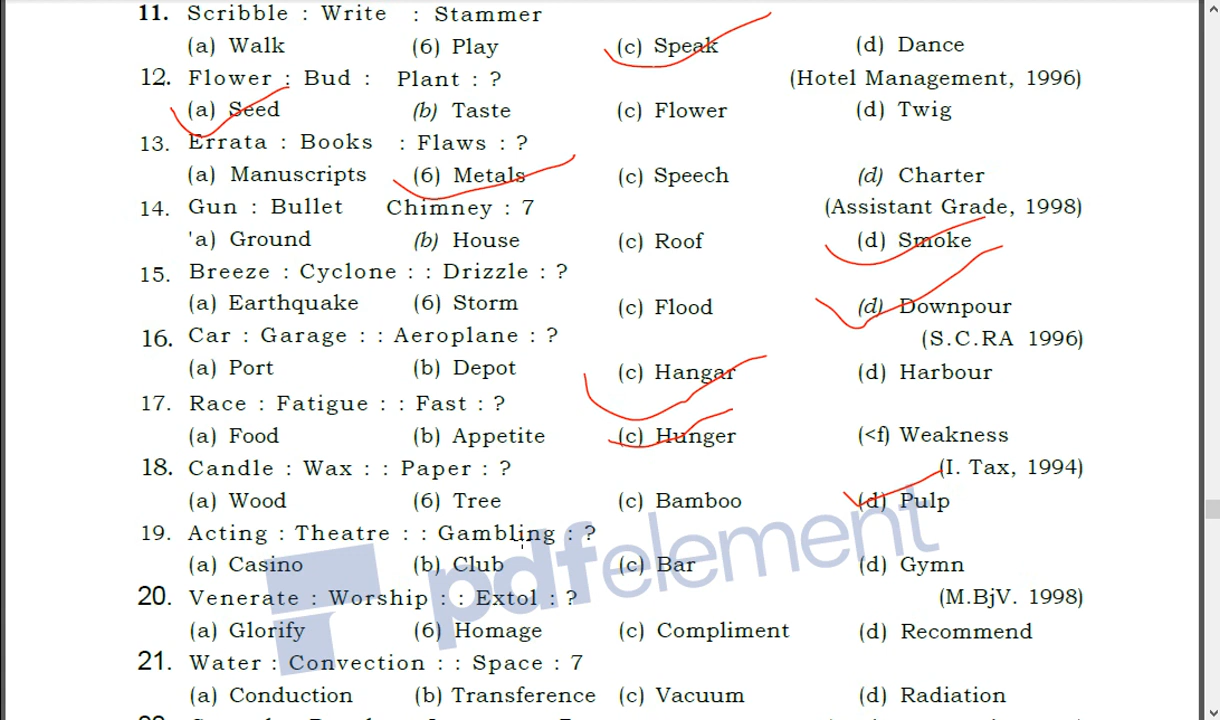 11. Scribble : Write : Stammer
(a) Walk (6) Play (c) Speak (d) Dance
12. Flower : Bud : Plant : ? (Hotel Management, 1996)
(a) Seed (b) Taste (c) Flower (d) Twig
13. Errata : Books : Flaws : ?
(a) Manuscripts (6) Metals (c) Speech (d) Charter
14. Gun : Bullet Chimney : 7 (Assistant Grade, 1998)
'a) Ground (b) House (c) Roof (d) Smoke
15. Breeze : Cyclone : : Drizzle : ?
(a) Earthquake (6) Storm (c) Flood (d) Downpour
16. Car : Garage : : Aeroplane : ? (S.C.RA 1996)
(a) Port (b) Depot (c) Hangar (d) Harbour
17. Race : Fatigue : : Fast : ?
(a) Food (b) Appetite (c) Hunger (<f) Weakness
18. Candle : Wax : : Paper : ? (I. Tax, 1994)
(a) Wood (6) Tree (c) Bamboo (d) Pulp
19. Acting : Theatre : : Gambling : ?
(a) Casino (b) Club (c) Bar (d) Gymn
pdfelement
20. Venerate : Worship : : Extol : ? (M.BjV. 1998)
(a) Glorify (6) Homage (c) Compliment (d) Recommend
21. Water : Convection : : Space : 7
(a) Conduction (b) Transference (c) Vacuum (d) Radiation